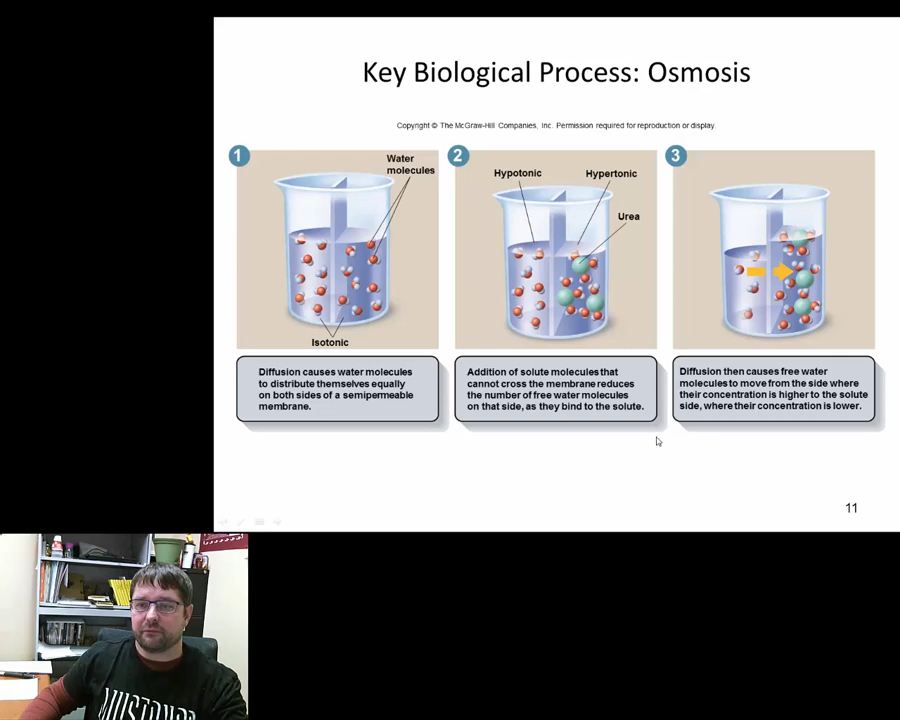 Key Biological Process: Osmosis
Copyright © The McGraw-Hill Companies, Inc. Permission required for reproduction or display.
1
Water
molecules
Isotonic
Diffusion causes water molecules
to distribute themselves equally
on both sides of a semipermeable
membrane.
2
Hypotonic
Hypertonic
Urea
Addition of solute molecules that
cannot cross the membrane reduces
the number of free water molecules
on that side, as they bind to the solute.
3
Diffusion then causes free water
molecules to move from the side where
their concentration is higher to the solute
side, where their concentration is lower.
11